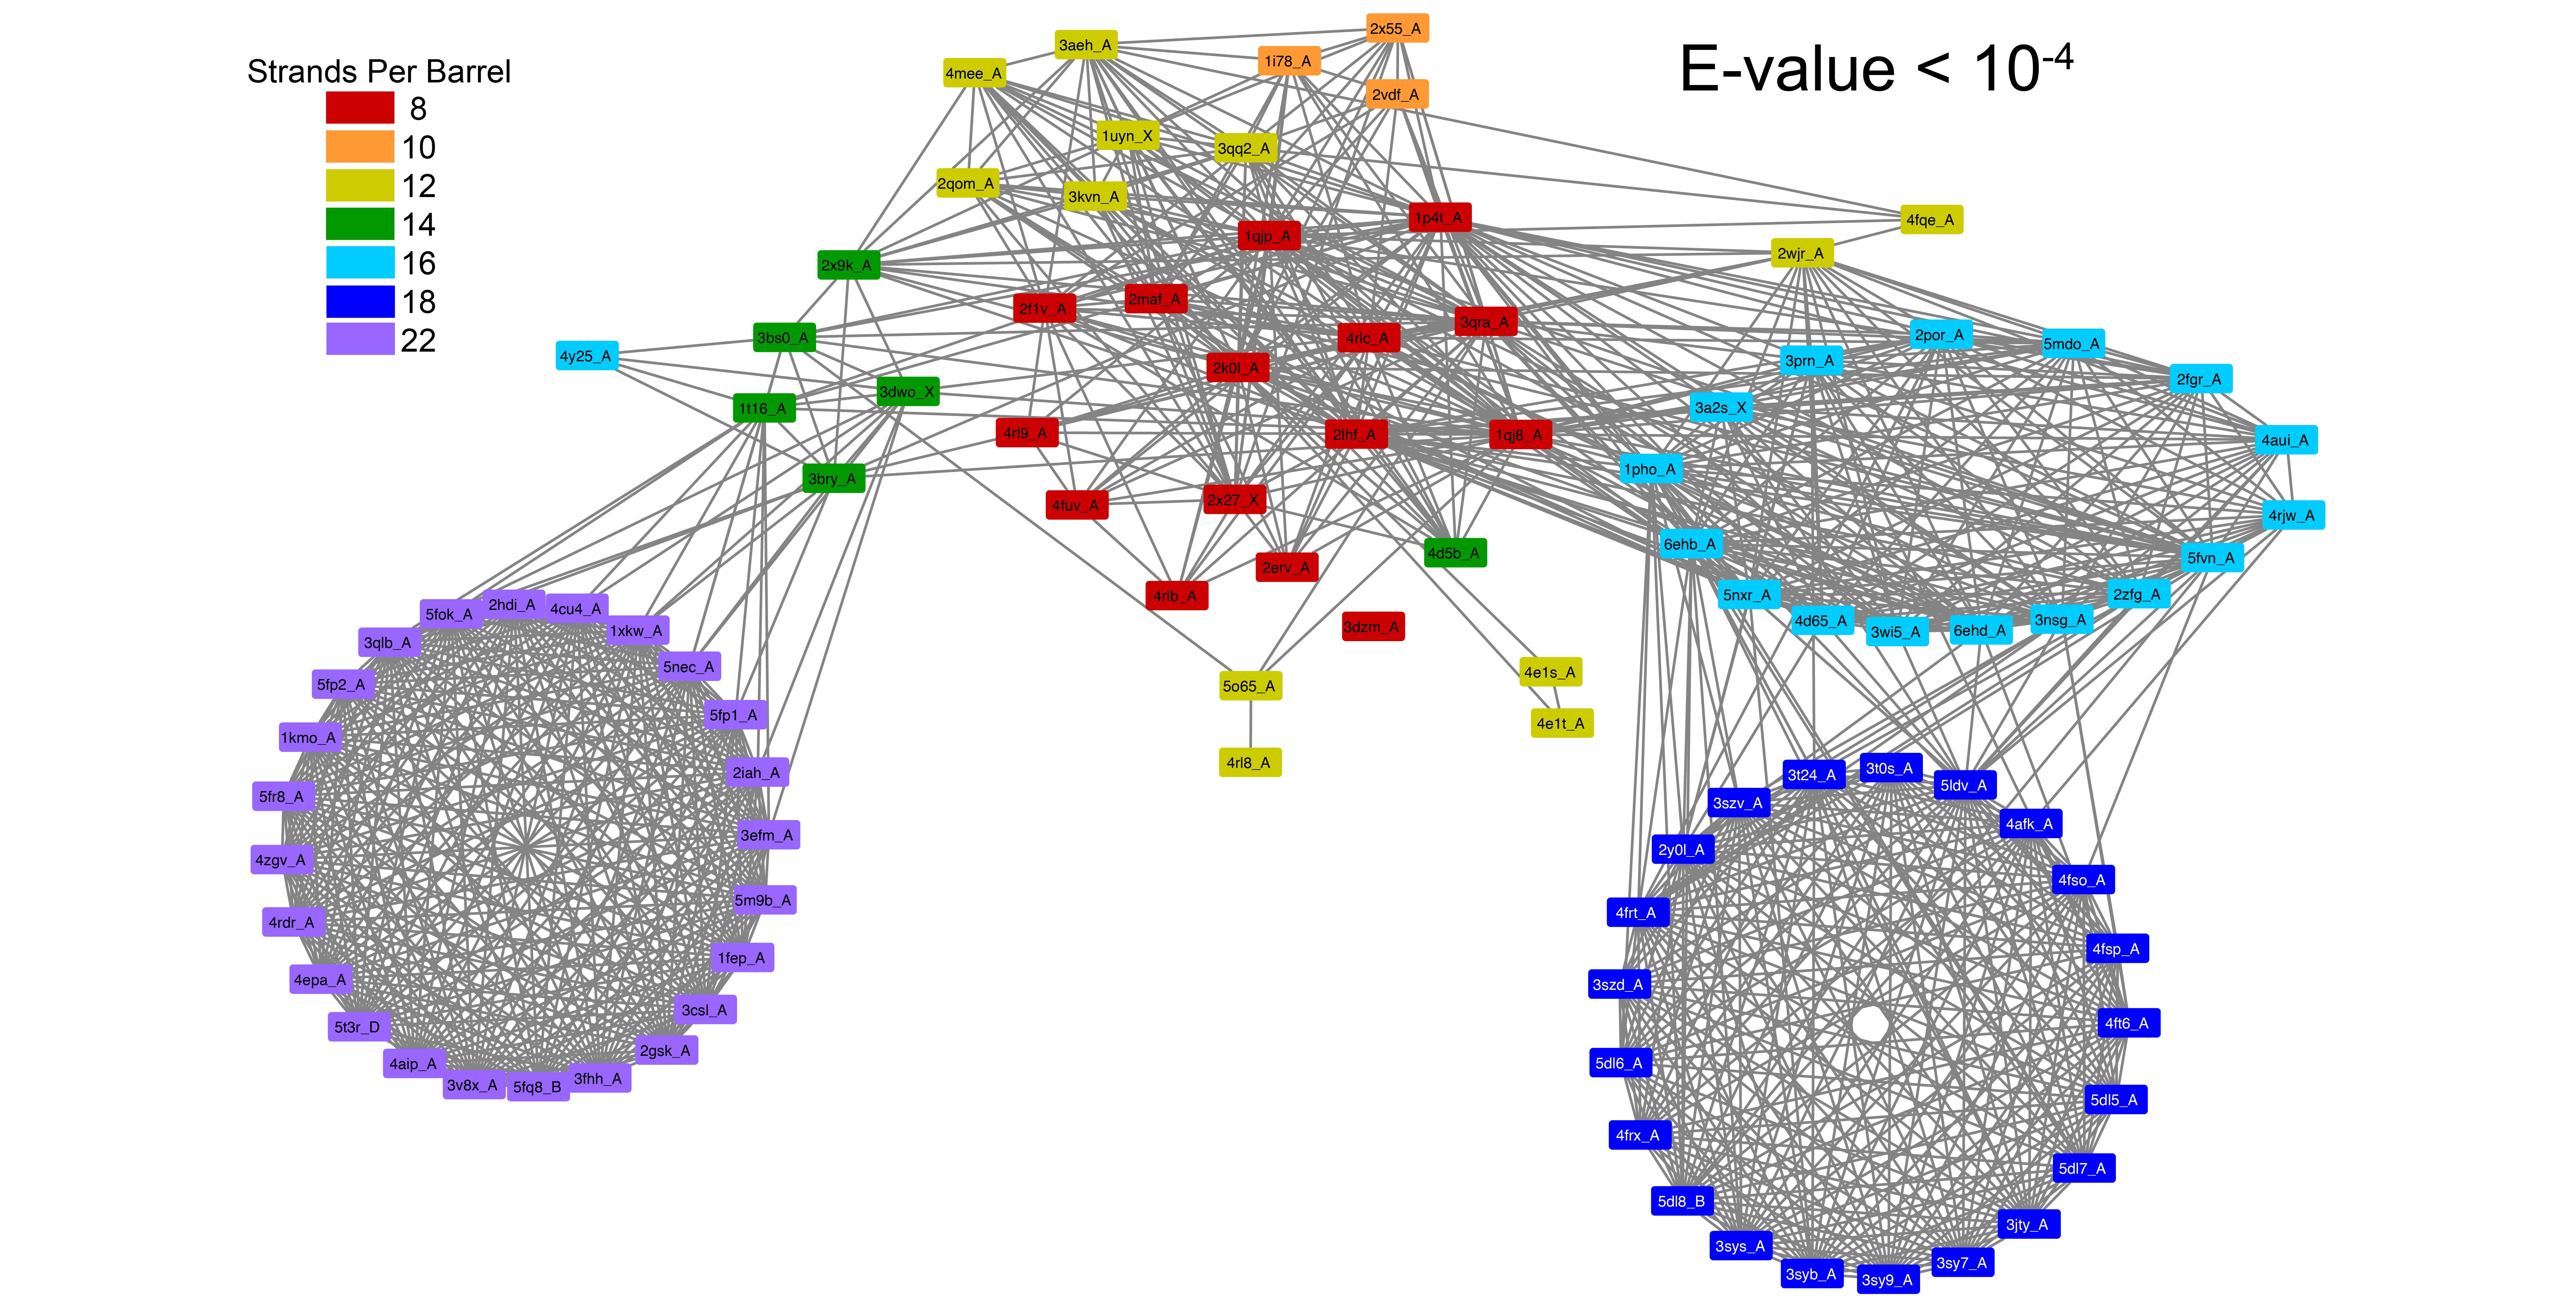 Strands Per Barrel
8
10
12
14
16
18
22
E-value < 10-4
2x55_A
3aeh_A
1i78_A
4mee_A
2vdf_A
1uyn_X
3qq2_A
2qom_A
3kvn_A
1p4t_A
4fqe_A
1qjp_A
2wjr_A
2x9k_A
2maf_A
2f1v_A
3qra_A
3bs0_A
4rlc_A
2por_A
5mdo_A
4y25_A
3prn_A
2k0l_A
2fgr_A
3dwo_X
1t16_A
3a2s_X
4rl9_A
2lhf_A
1qj8_A
4aui_A
1pho_A
3bry_A
4fuv_A
2x27_X
4rjw_A
6ehb_A
4d5b_A
5fvn_A
2erv_A
4rlb_A
5nxr_A
2zfg_A
3dzm_A
4d65_A
3wi5_A
6ehd_A
3nsg_A
5fok_A
2hdi_A
4cu4_A
1xkw_A
3qlb_A
5nec_A
5fp2_A
5fp1_A
1kmo_A
2iah_A
5fr8_A
3efm_A
4zgv_A
5m9b_A
4rdr_A
1fep_A
4epa_A
3csl_A
5t3r_D
2gsk_A
4aip_A
3v8x_A
5fq8_B
3fhh_A
5o65_A
4e1s_A
4e1t_A
4rl8_A
3t24_A
3t0s_A
5ldv_A
3szv_A
4afk_A
2y0l_A
4fso_A
4frt_A
4fsp_A
3szd_A
4ft6_A
5dl6_A
5dl5_A
4frx_A
5dl7_A
5dl8_B
3jty_A
3sys_A
3sy7_A
3syb_A
3sy9_A